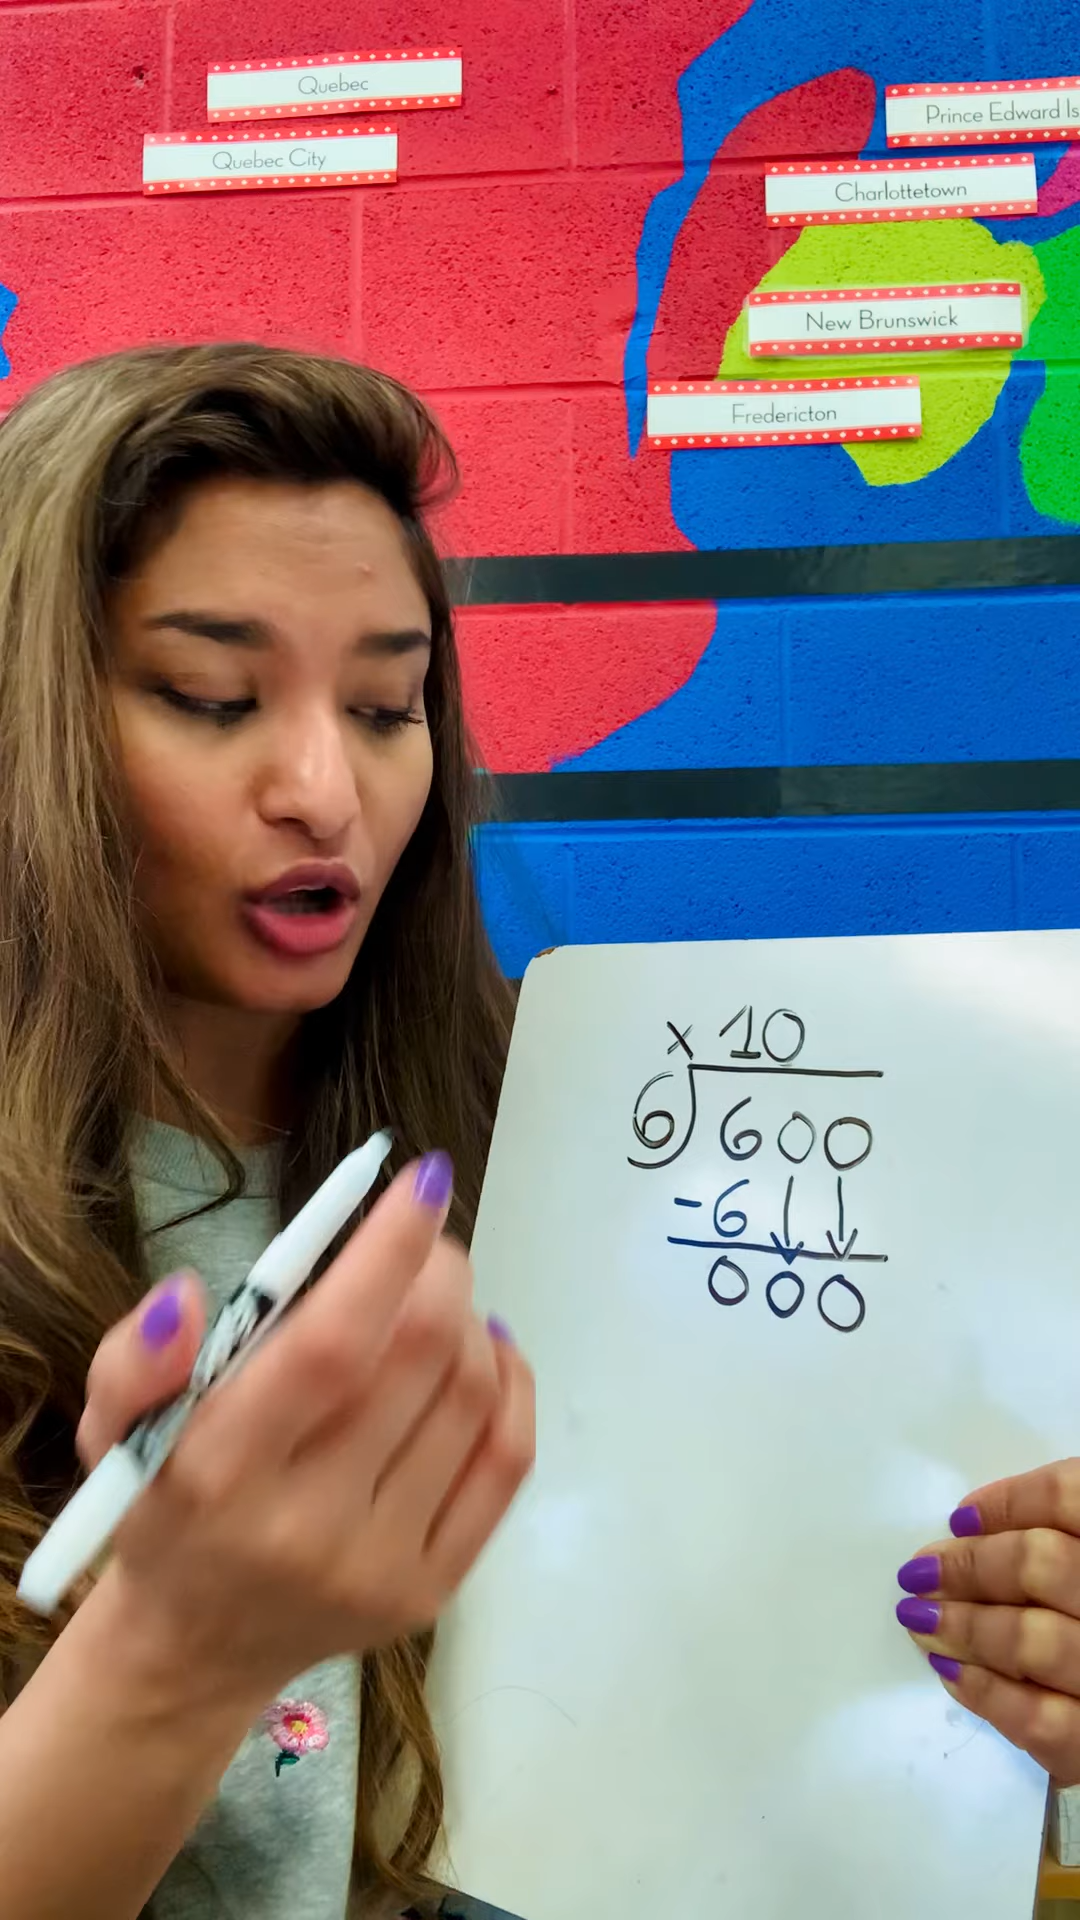 Quebec
Quebec City
Prince Edward Is
Charlottetown
New Brunswick
Fredericton
x 10
6)600
-6↓↓
000